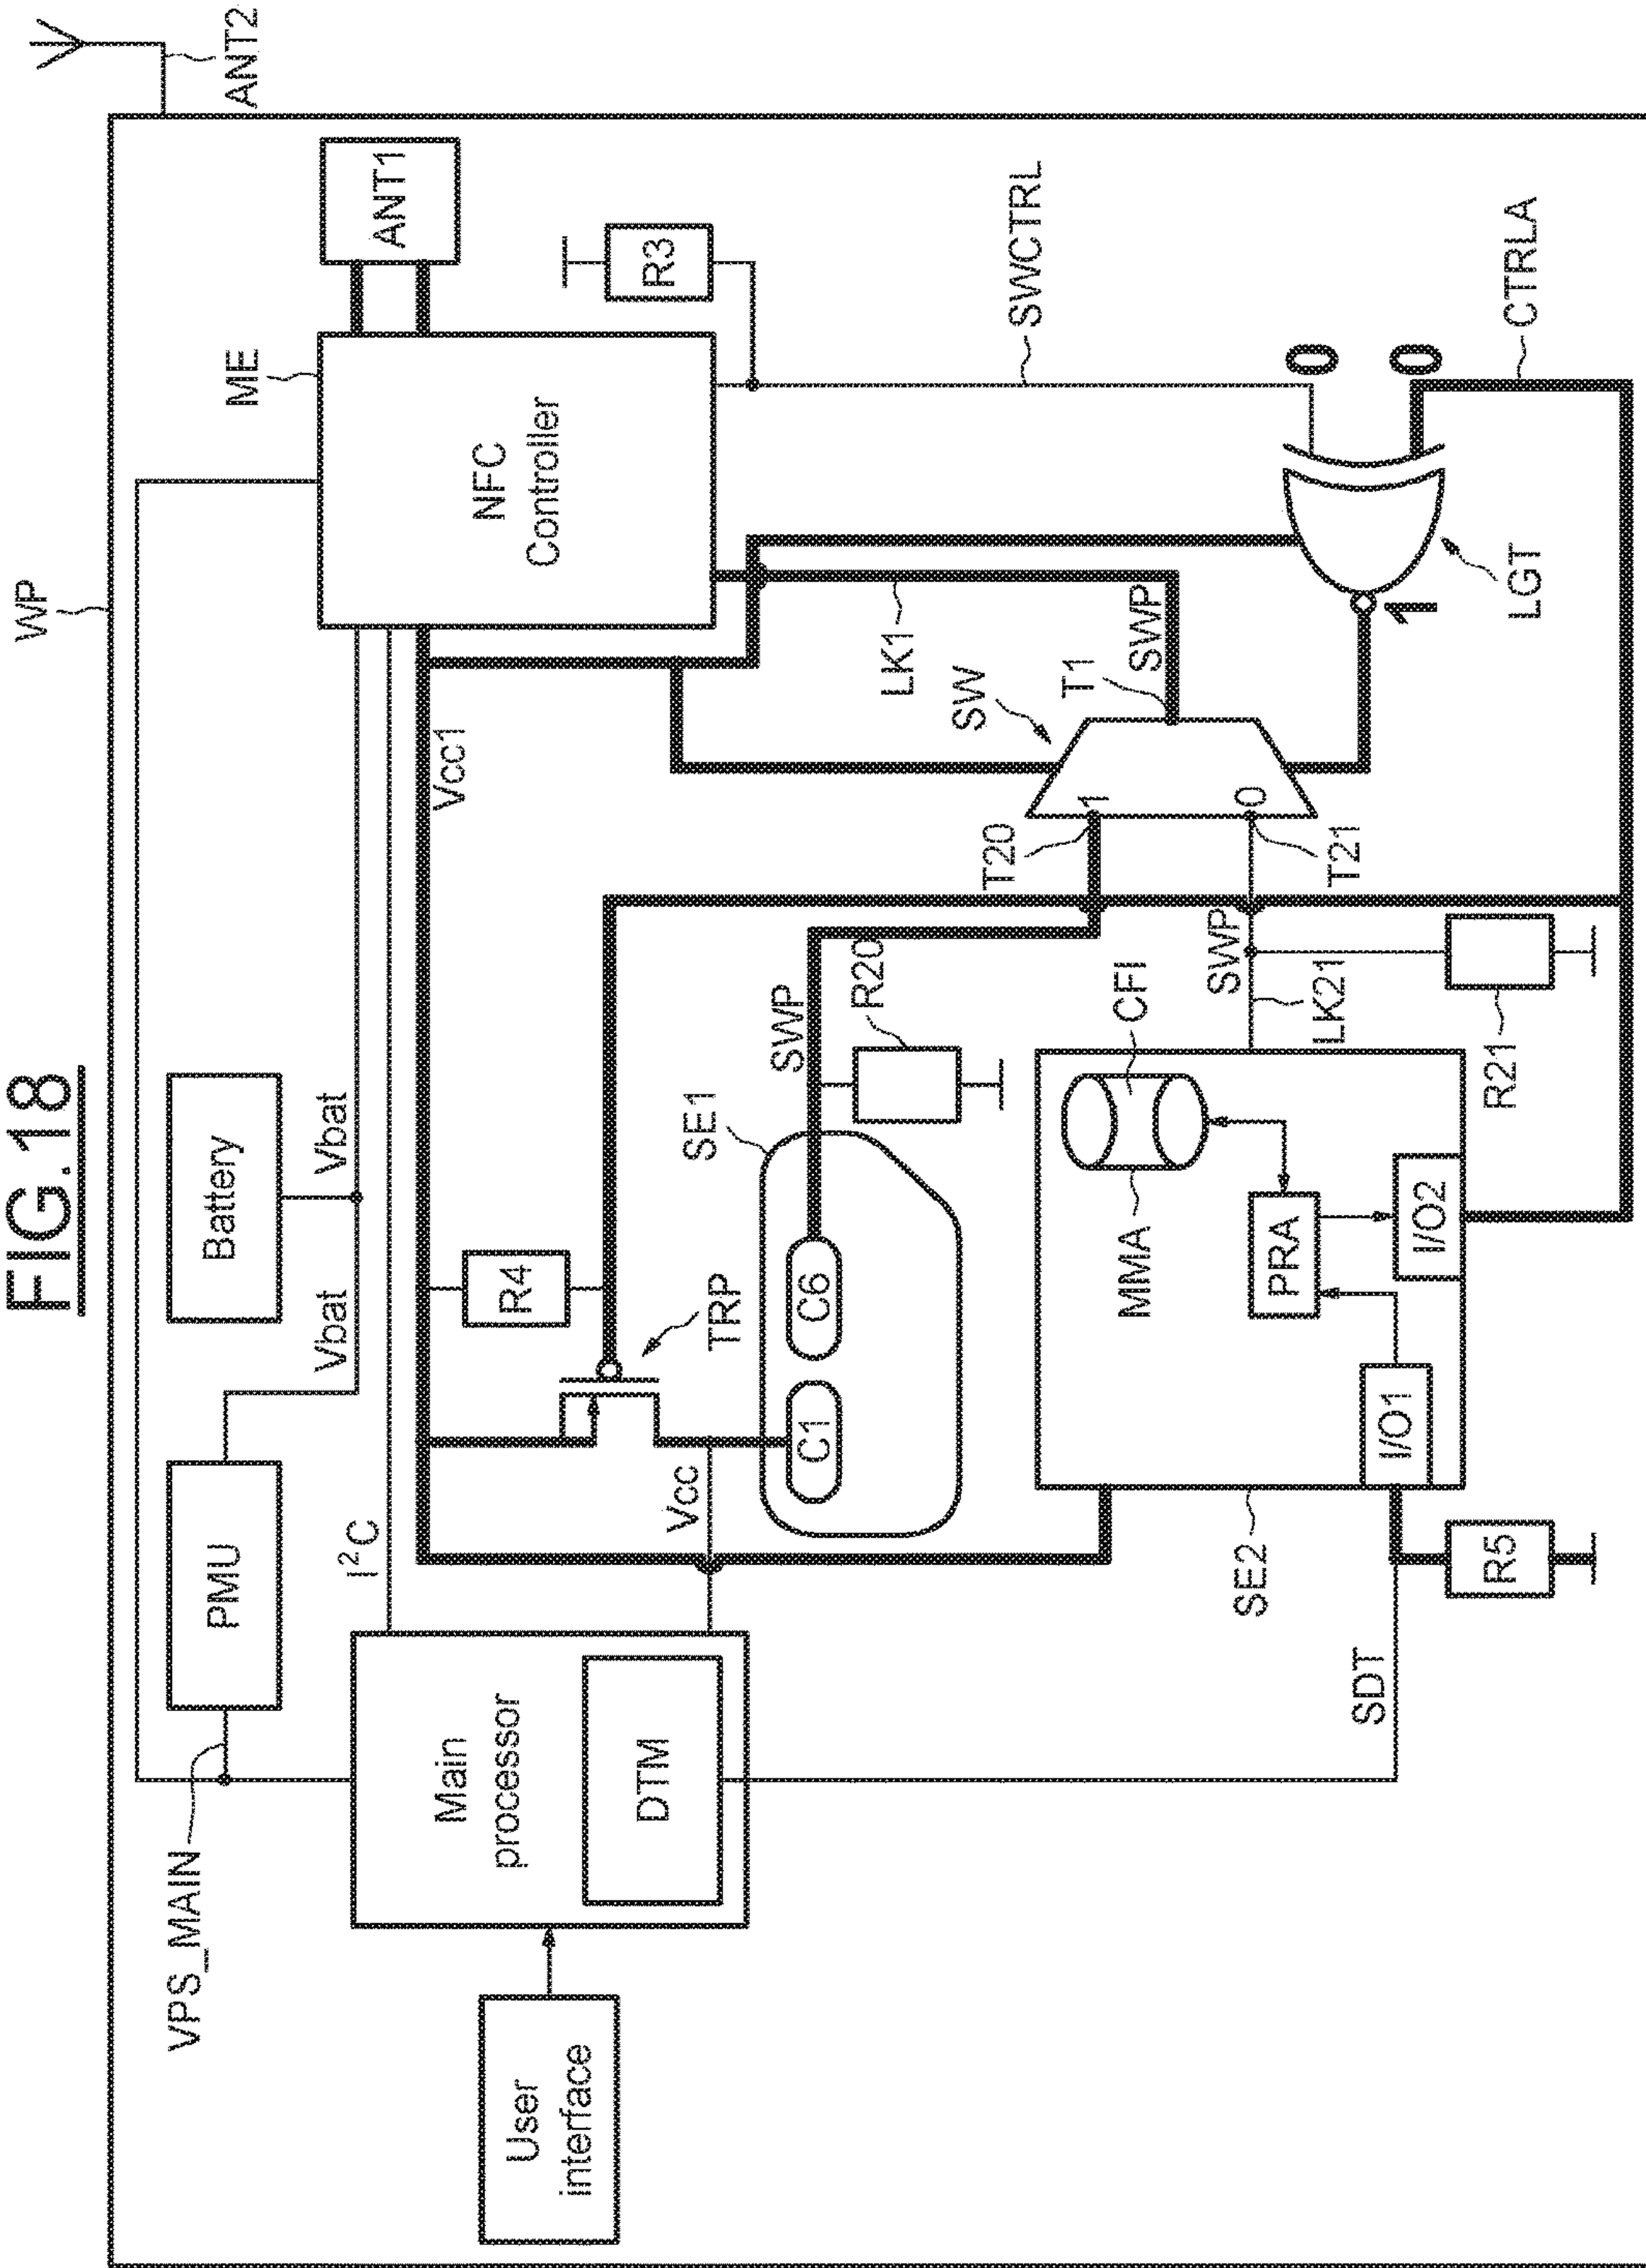 FIG.18
WP
ANT2
VPS_MAIN
PMU
Vbat
Battery
Vbat
ME
ANT1
NFC
Controller
I²C
Vcc1
User
interface
Main
processor
DTM
R4
TRP
Vcc
C1
C6
SE1
SWP
R20
R3
LK1
SW
T1
SWP
SWCTRL
T20
1
0
T21
0
0
1
LGT
CTRLA
SDT
R5
SE2
I/O1
PRA
I/O2
MMA
CFI
SWP
LK21
R21